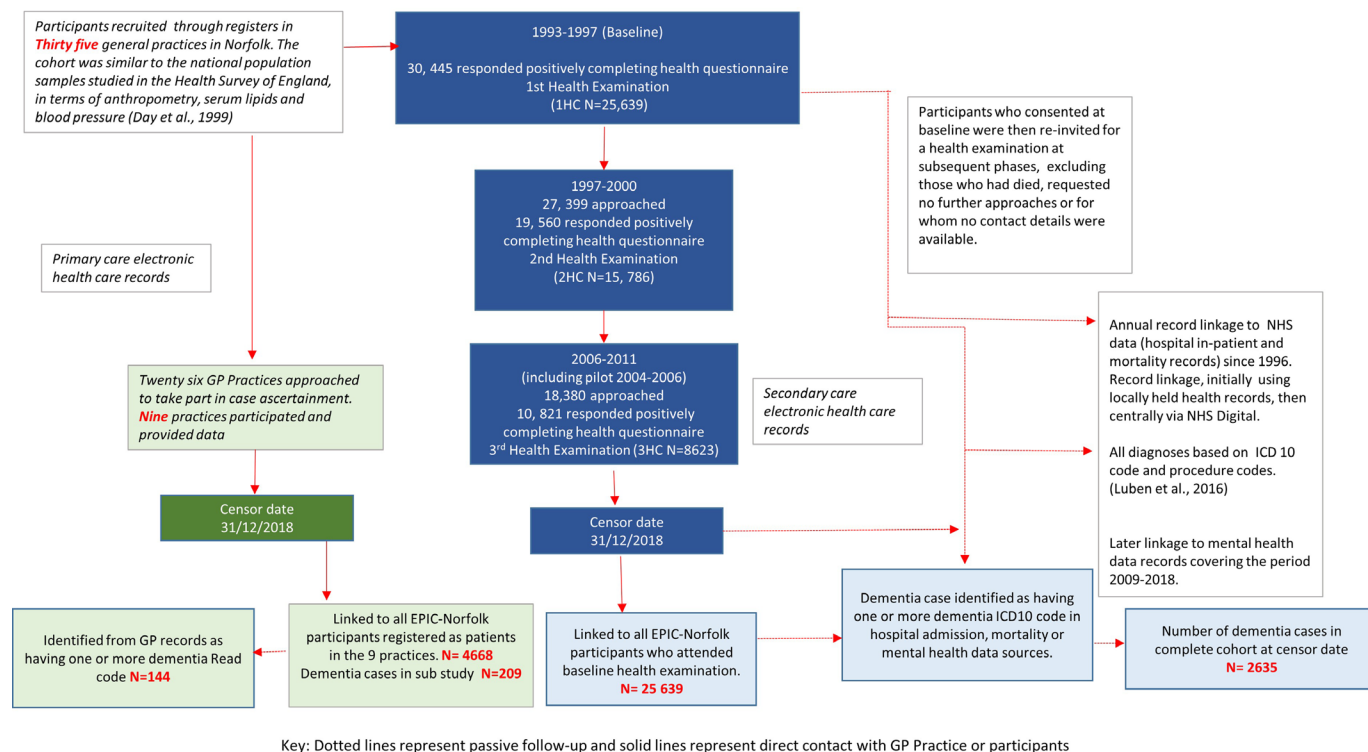 Participants recruited through registers in
Thirty five general practices in Norfolk. The
cohort was similar to the national population
samples studied in the Health Survey of England,
in terms of anthropometry, serum lipids and
blood pressure (Day et al., 1999)
1993-1997 (Baseline)
30, 445 responded positively completing health questionnaire
1st Health Examination
(1HC N=25,639)
Participants who consented at
baseline were then re-invited for
a health examination at
subsequent phases, excluding
those who had died, requested
no further approaches or for
whom no contact details were
available.
1997-2000
27, 399 approached
19, 560 responded positively
completing health questionnaire
2nd Health Examination
(2HC N=15, 786)
Primary care electronic
health care records
Annual record linkage to NHS
data (hospital in-patient and
mortality records) since 1996.
Record linkage, initially using
locally held health records, then
centrally via NHS Digital.
All diagnoses based on ICD 10
code and procedure codes.
(Luben et al., 2016)
Later linkage to mental health
data records covering the period
2009-2018.
2006-2011
(including pilot 2004-2006)
18,380 approached
10, 821 responded positively
completing health questionnaire
3rd Health Examination (3HC N=8623)
Twenty six GP Practices approached
to take part in case ascertainment.
Nine practices participated and
provided data
Secondary care
electronic health care
records
Censor date
31/12/2018
Censor date
31/12/2018
Identified from GP records as
having one or more dementia Read
code N=144
Linked to all EPIC-Norfolk
participants registered as patients
in the 9 practices. N= 4668
Dementia cases in sub study N=209
Linked to all EPIC-Norfolk
participants who attended
baseline health examination.
N= 25 639
Dementia case identified as having
one or more dementia ICD10 code in
hospital admission, mortality or
mental health data sources.
Number of dementia cases in
complete cohort at censor date
N= 2635
Key: Dotted lines represent passive follow-up and solid lines represent direct contact with GP Practice or participants